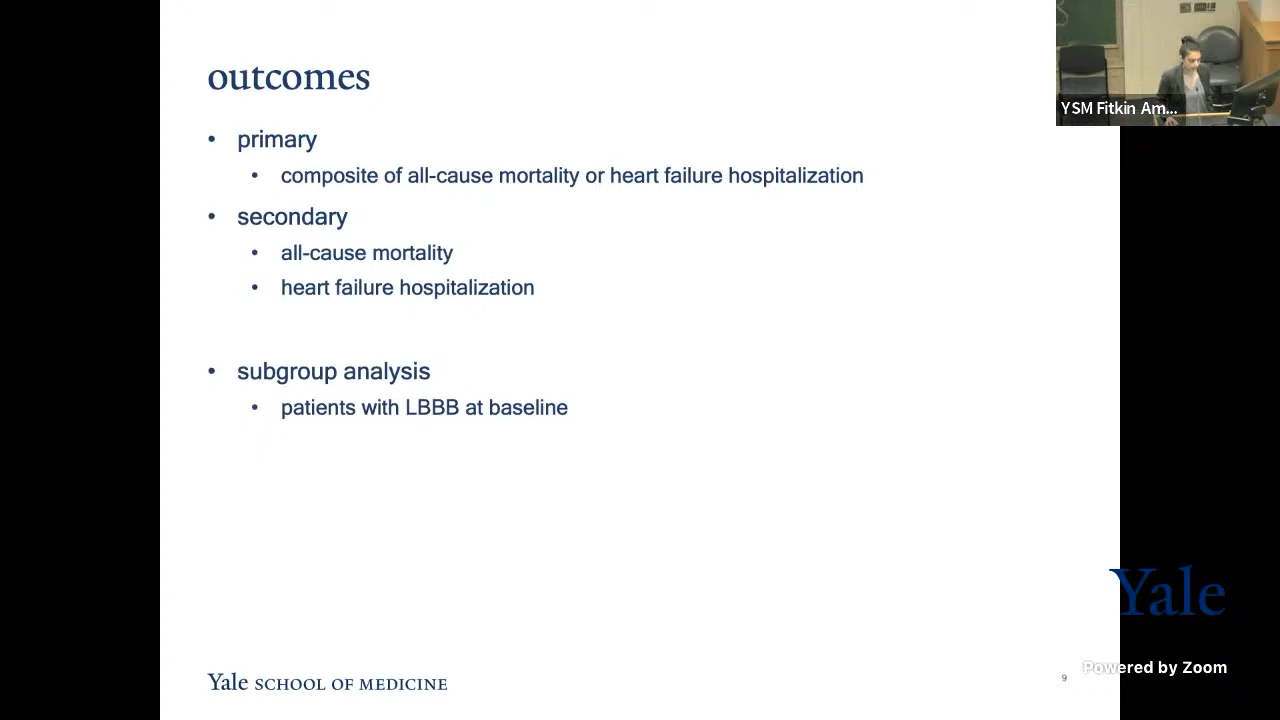 outcomes
• primary
• composite of all-cause mortality or heart failure hospitalization
• secondary
• all-cause mortality
• heart failure hospitalization
• subgroup analysis
• patients with LBBB at baseline
Yale SCHOOL OF MEDICINE
9
YSM Fitkin Am...
Yale
Powered by Zoom